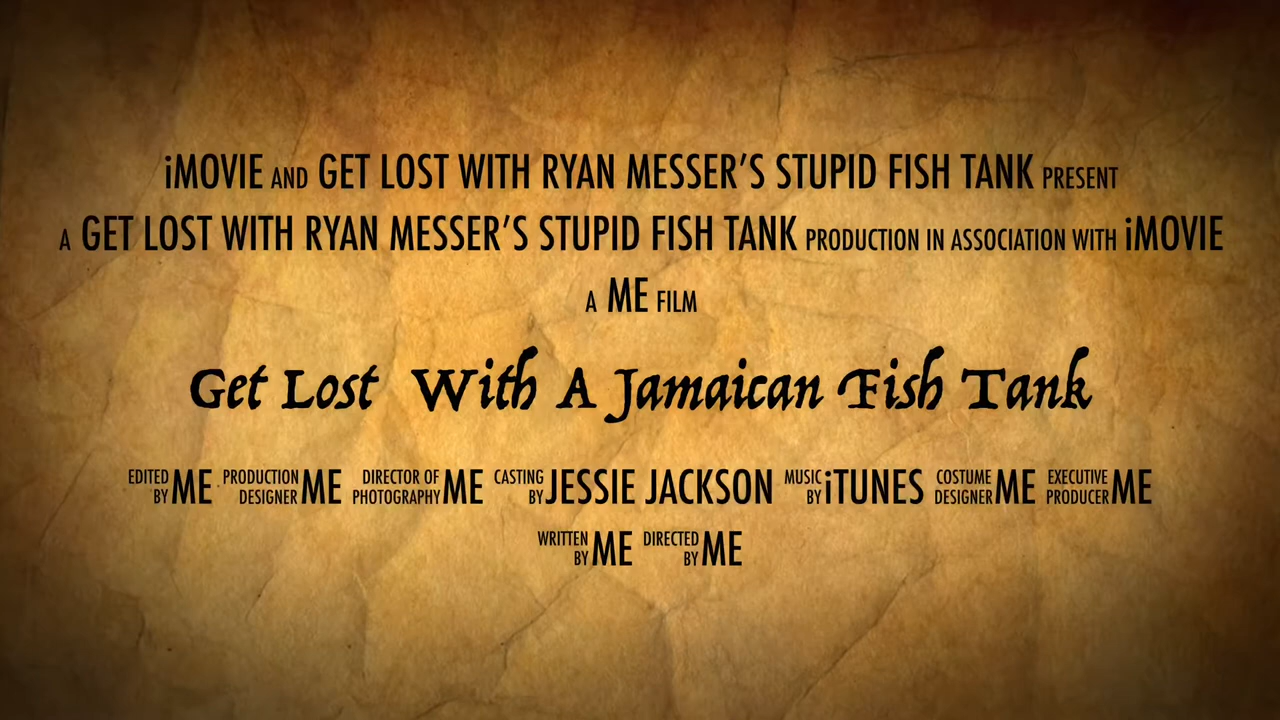 iMOVIE AND GET LOST WITH RYAN MESSER'S STUPID FISH TANK PRESENT
A GET LOST WITH RYAN MESSER'S STUPID FISH TANK PRODUCTION IN ASSOCIATION WITH iMOVIE
A ME FILM
Get Lost With A Jamaican Fish Tank
EDITED BY ME PRODUCTION DESIGNER ME DIRECTOR OF PHOTOGRAPHY ME CASTING BY JESSIE JACKSON MUSIC BY iTUNES COSTUME DESIGNER ME EXECUTIVE PRODUCER ME
WRITTEN BY ME DIRECTED BY ME